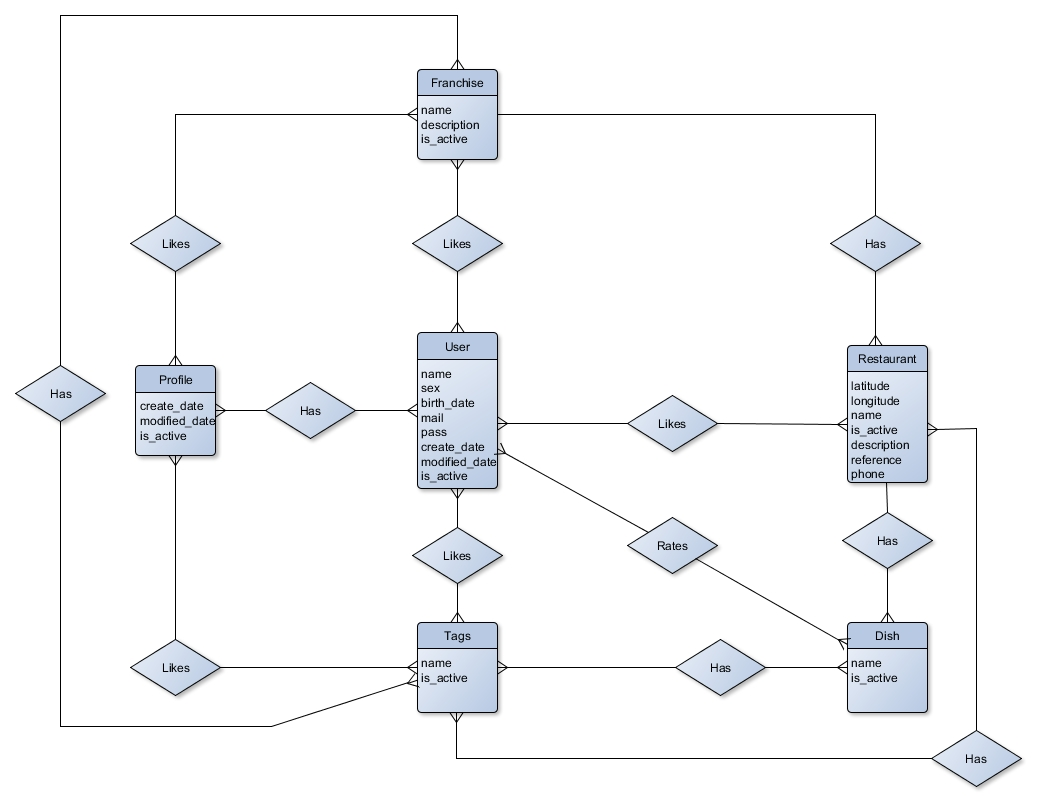 Franchise
name
description
is_active
Likes
Likes
Has
User
name
sex
birth_date
mail
pass
create_date
modified_date
is_active
Restaurant
latitude
longitude
name
is_active
description
reference
phone
Has
Profile
create_date
modified_date
is_active
Has
Likes
Likes
Rates
Has
Tags
name
is_active
Dish
name
is_active
Likes
Has
Has